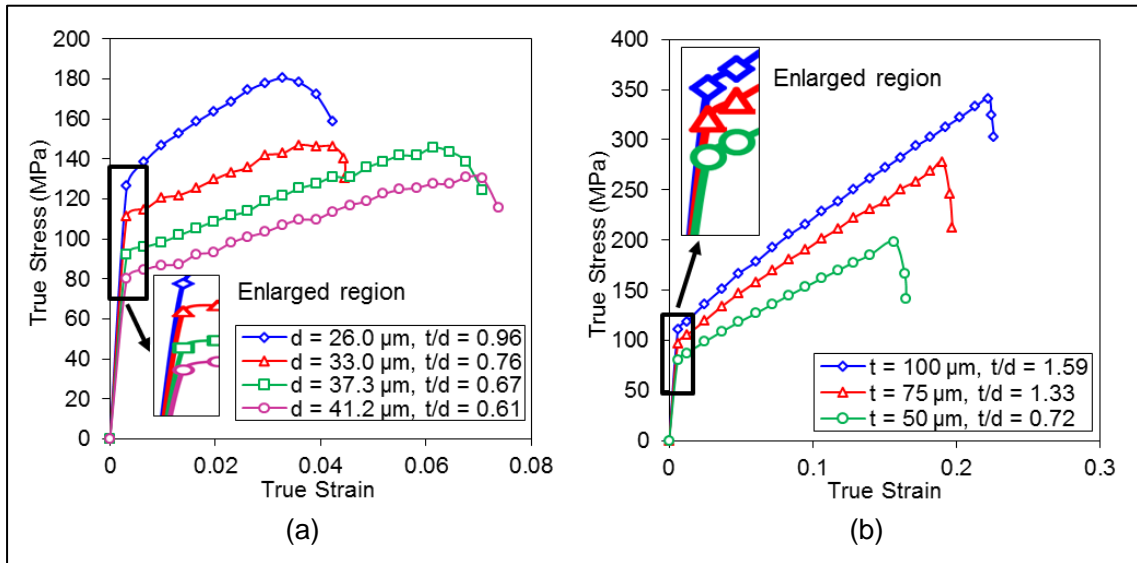 200
180
160
140
120
100
80
60
40
20
0
True Stress (MPa)
0
0.02
0.04
0.06
0.08
True Strain
Enlarged region
d = 26.0 µm, t/d = 0.96
d = 33.0 µm, t/d = 0.76
d = 37.3 µm, t/d = 0.67
d = 41.2 µm, t/d = 0.61
(a)
400
350
300
250
200
150
100
50
0
True Stress (MPa)
0
0.1
0.2
0.3
True Strain
Enlarged region
t = 100 µm, t/d = 1.59
t = 75 µm, t/d = 1.33
t = 50 µm, t/d = 0.72
(b)